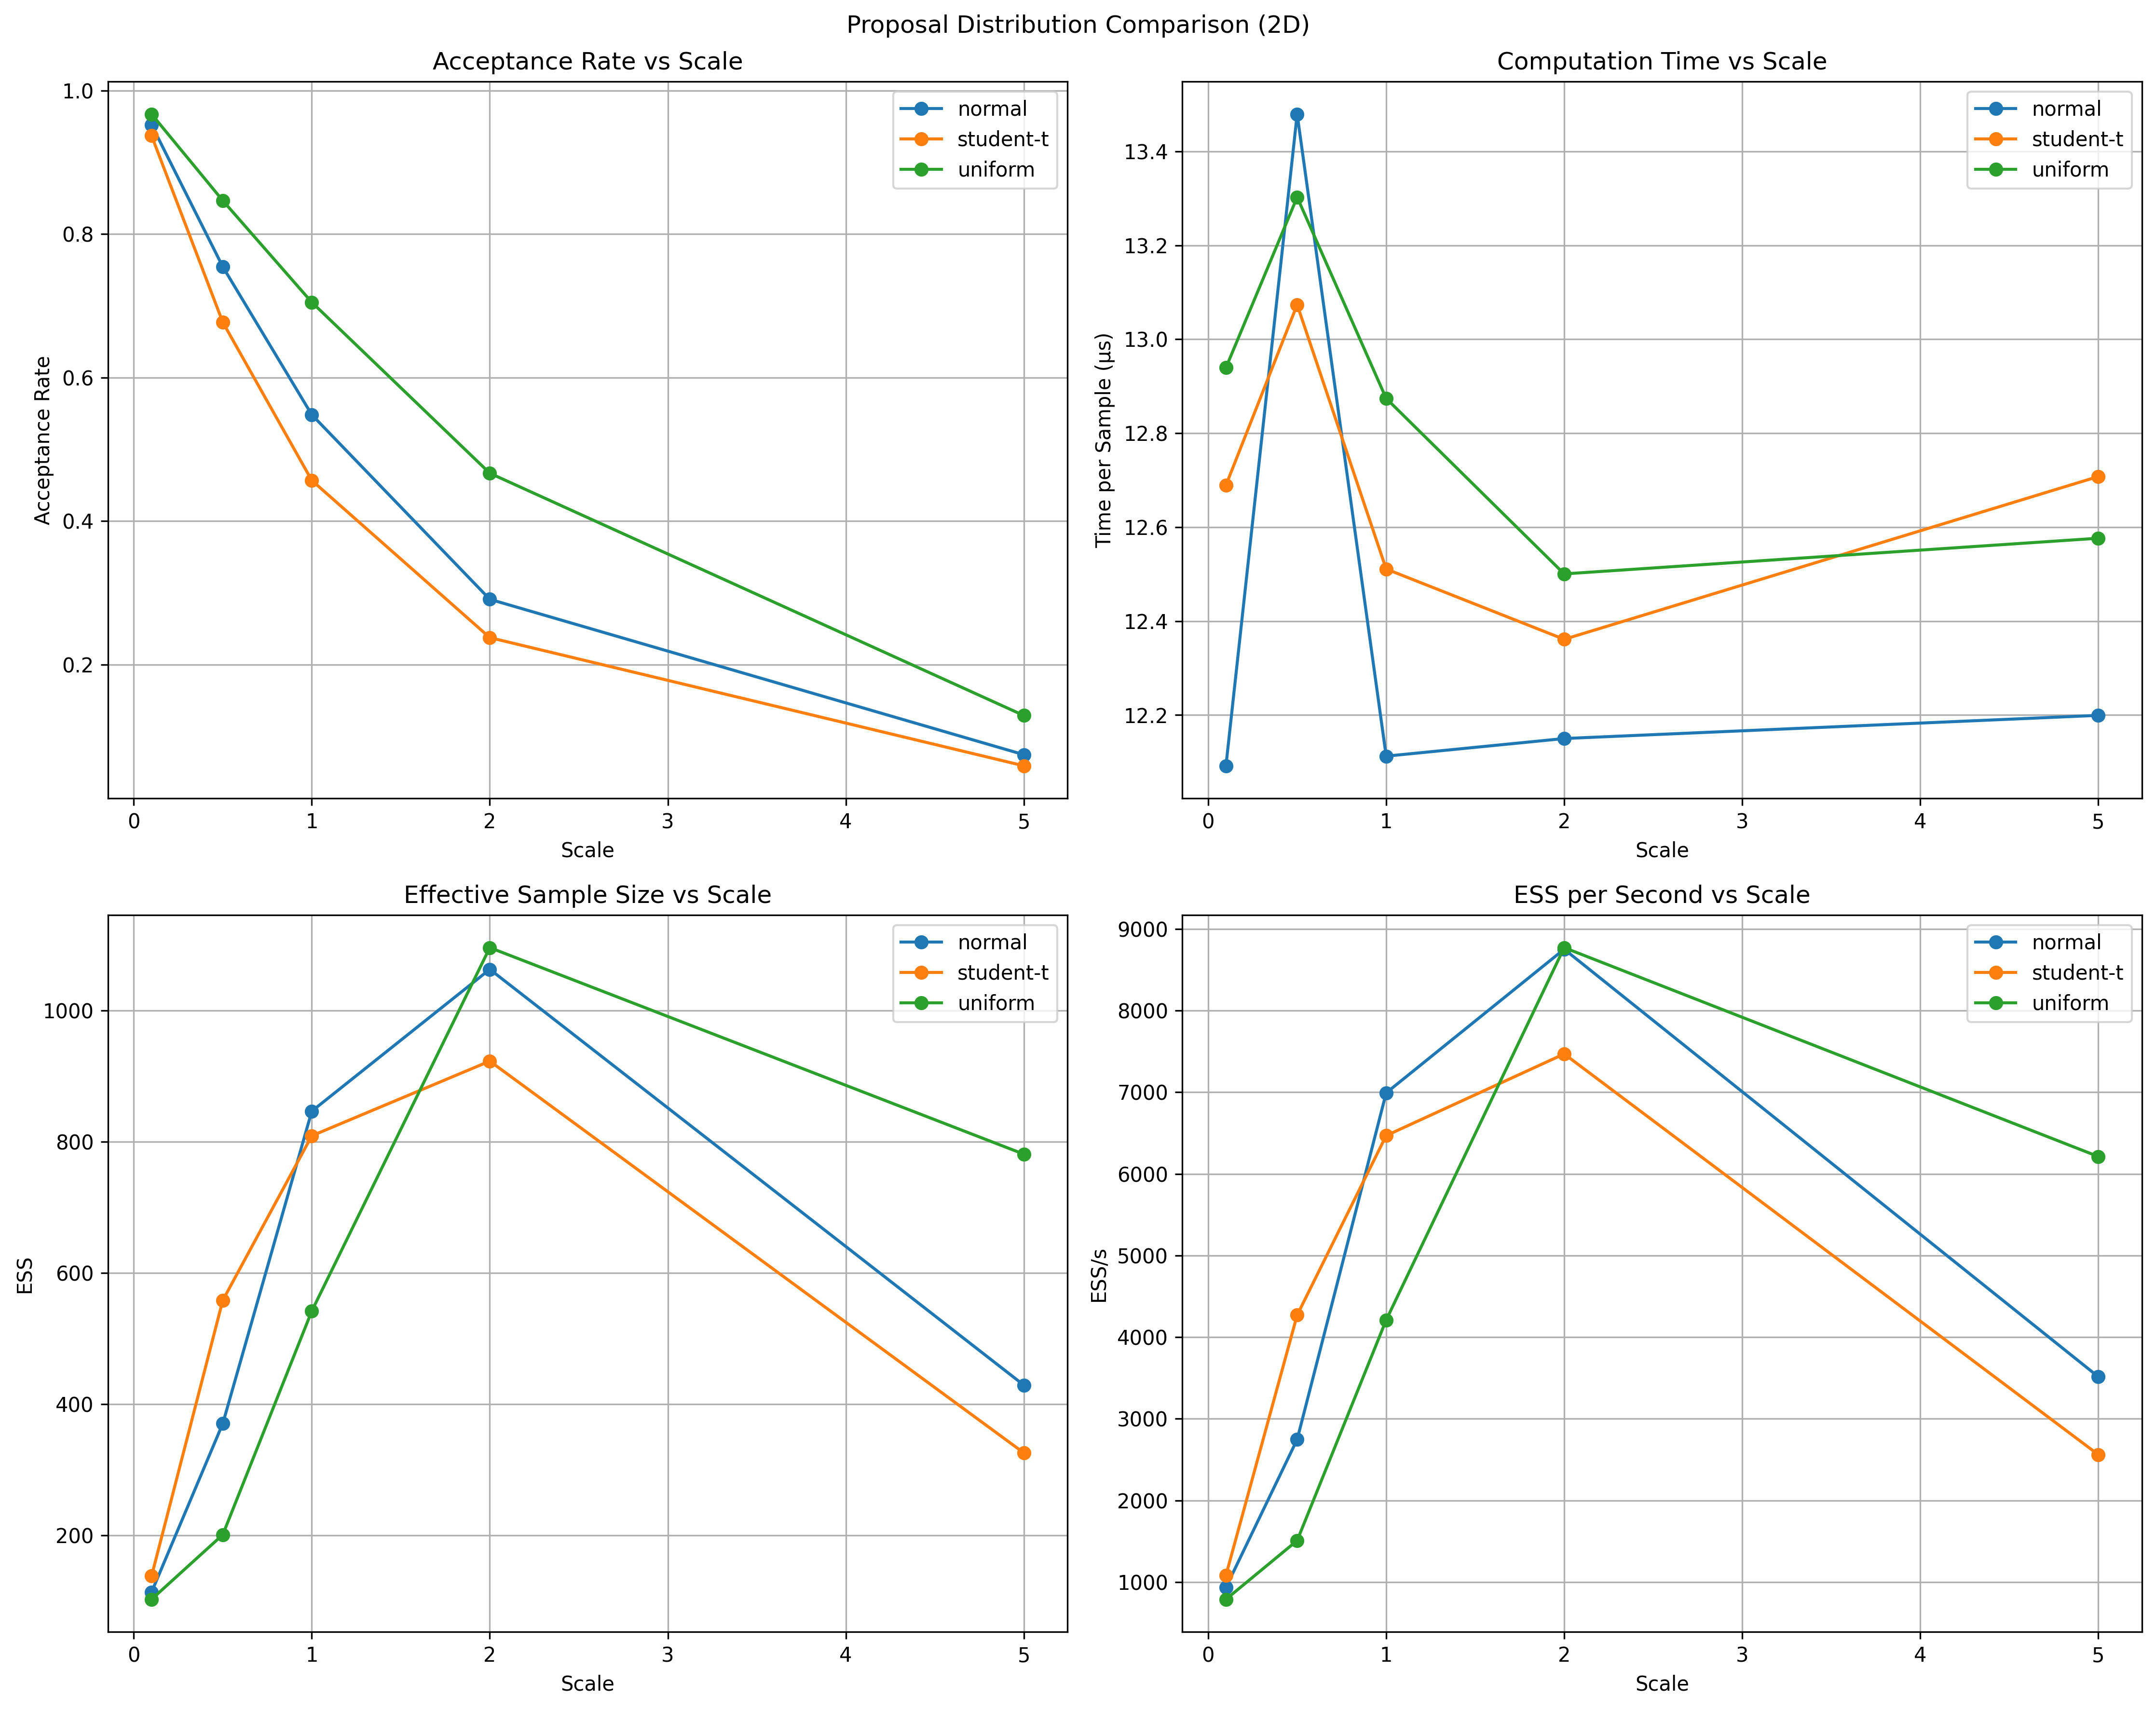 Proposal Distribution Comparison (2D)
Acceptance Rate vs Scale
Acceptance Rate
1.0
0.8
0.6
0.4
0.2
normal
student-t
uniform
0 1 2 3 4 5
Scale
Computation Time vs Scale
Time per Sample (μs)
13.4
13.2
13.0
12.8
12.6
12.4
12.2
normal
student-t
uniform
0 1 2 3 4 5
Scale
Effective Sample Size vs Scale
ESS
1000
800
600
400
200
normal
student-t
uniform
0 1 2 3 4 5
Scale
ESS per Second vs Scale
ESS/s
9000
8000
7000
6000
5000
4000
3000
2000
1000
normal
student-t
uniform
0 1 2 3 4 5
Scale